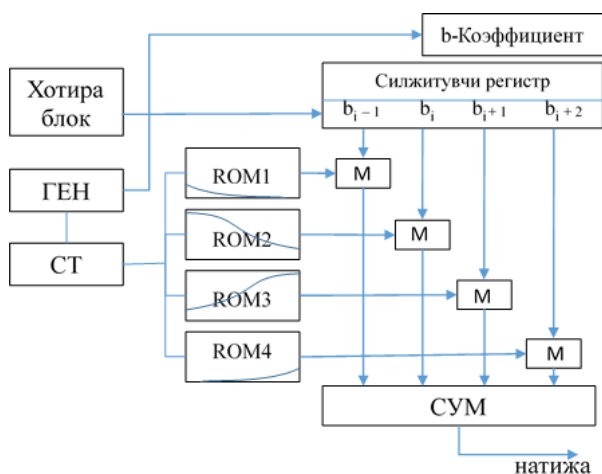 b-Коэффициент
Хотира
блок
Силжитувчи регистр
b i – 1 b i b i + 1 b i + 2
ГЕН
СТ
ROM1
M
ROM2
M
ROM3
M
ROM4
M
СУМ
натижа